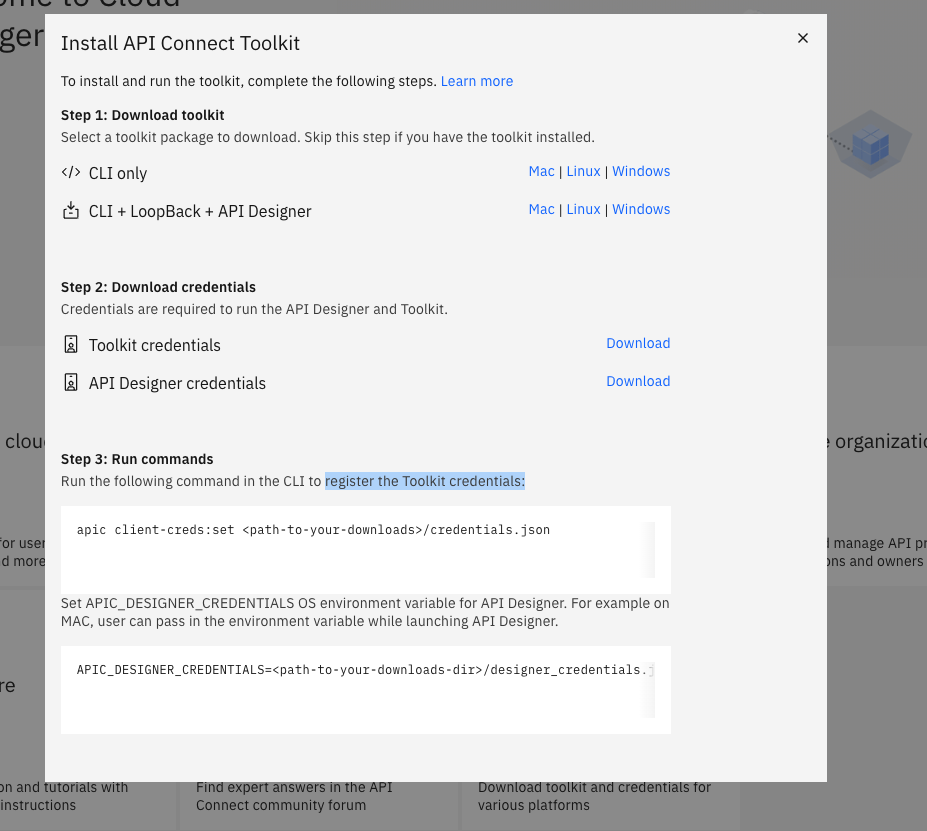 ome to Cloud
ger
Install API Connect Toolkit
To install and run the toolkit, complete the following steps. Learn more
Step 1: Download toolkit
Select a toolkit package to download. Skip this step if you have the toolkit installed.
</> CLI only Mac | Linux | Windows
CLI + LoopBack + API Designer Mac | Linux | Windows
Step 2: Download credentials
Credentials are required to run the API Designer and Toolkit.
Toolkit credentials Download
API Designer credentials Download
cloud
e organizatio
Step 3: Run commands
Run the following command in the CLI to register the Toolkit credentials:
apic client-creds:set <path-to-your-downloads>/credentials.json
for user
d more
d manage API pr
ons and owners
Set APIC_DESIGNER_CREDENTIALS OS environment variable for API Designer. For example on
MAC, user can pass in the environment variable while launching API Designer.
APIC_DESIGNER_CREDENTIALS=<path-to-your-downloads-dir>/designer_credentials.j
re
on and tutorials with
instructions
Find expert answers in the API
Connect community forum
Download toolkit and credentials for
various platforms